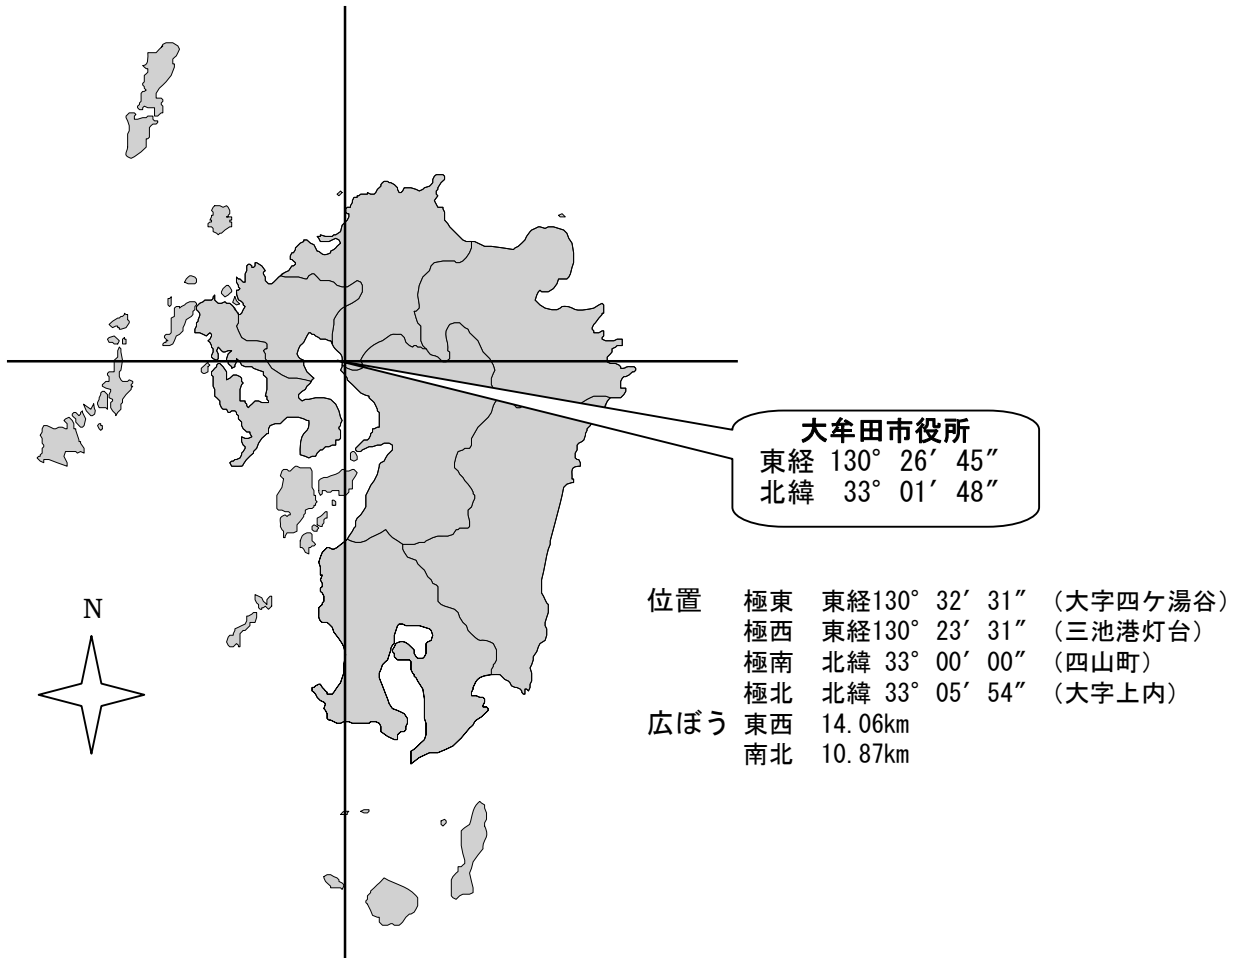 大牟田市役所
東経 130° 26′ 45″
北緯 33° 01′ 48″
N
位置 極東 東経130° 32′ 31″ (大字四ケ湯谷)
極西 東経130° 23′ 31″ (三池港灯台)
極南 北緯 33° 00′ 00″ (四山町)
極北 北緯 33° 05′ 54″ (大字上内)
広ぼう 東西 14.06km
南北 10.87km